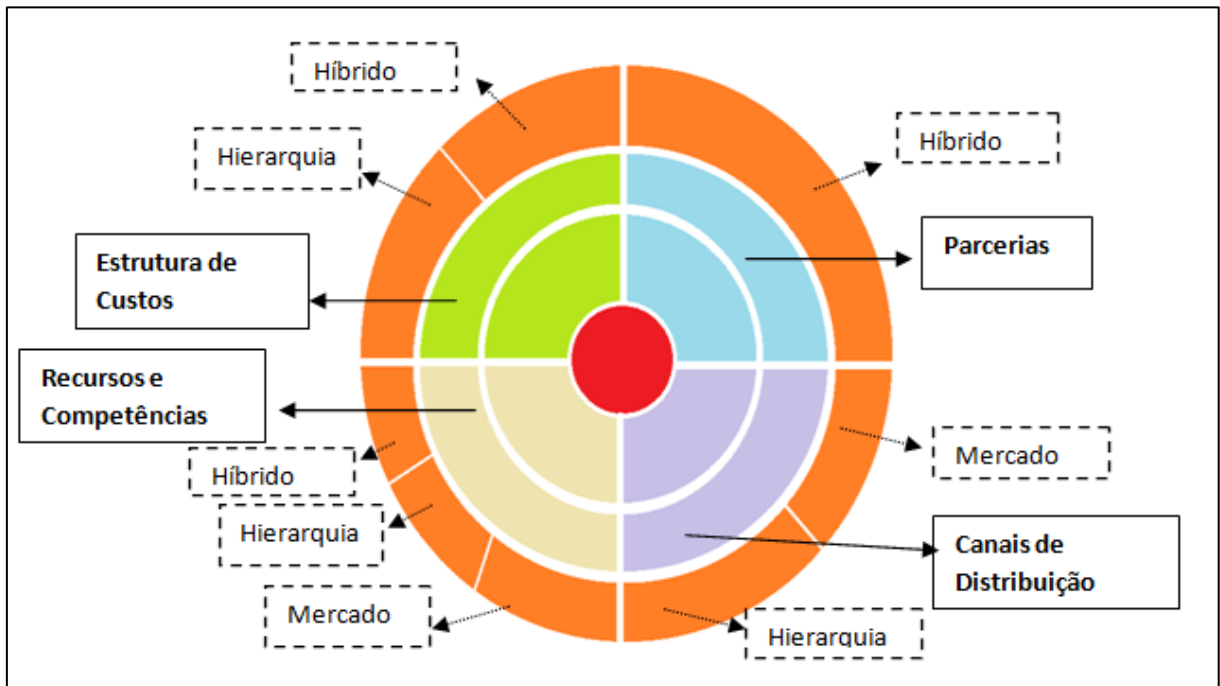 Híbrido
Híbrido
Hierarquia
Parcerias
Estrutura de
Custos
Recursos e
Competências
Híbrido
Mercado
Hierarquia
Canais de
Distribuição
Mercado
Hierarquia